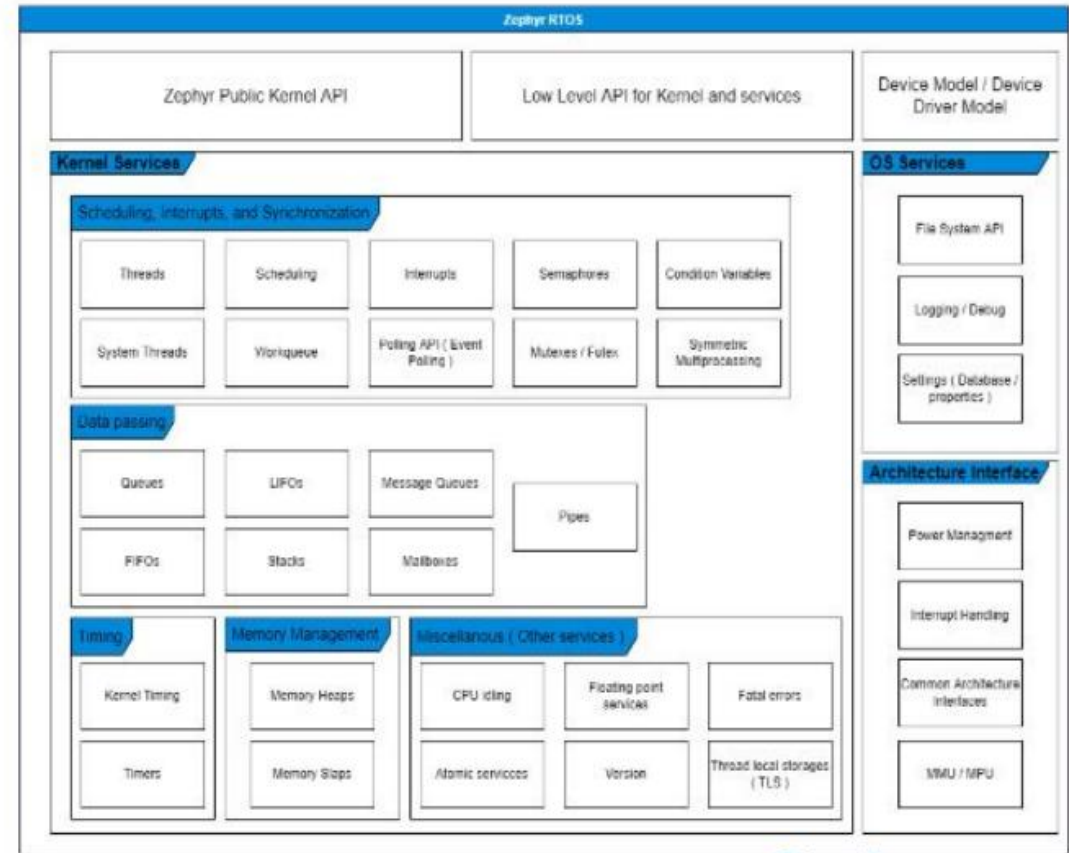 Zephyr RTOS
Zephyr Public Kernel API
Low Level API for Kernel and services
Device Model / Device
Driver Model
Kernel Services
Scheduling, Interrupts, and Synchronization
Threads
Scheduling
Interrupts
Semaphores
Condition Variables
System Threads
Workqueue
Polling API ( Event
Polling )
Mutexes / Futex
Symmetric
Multiprocessing
Data passing
Queues
LIFOs
Message Queues
Pipes
FIFOs
Stacks
Mailboxes
Timing
Kernel Timing
Timers
Memory Management
Memory Heaps
Memory Slaps
Miscellanous ( Other services )
CPU idling
Floating point
services
Fatal errors
Atomic servicces
Version
Thread local storages
( TLS )
OS Services
File System API
Logging / Debug
Settings ( Database /
properties )
Architecture Interface
Power Managment
Interrupt Handling
Common Architecture
Interfaces
MMU / MPU